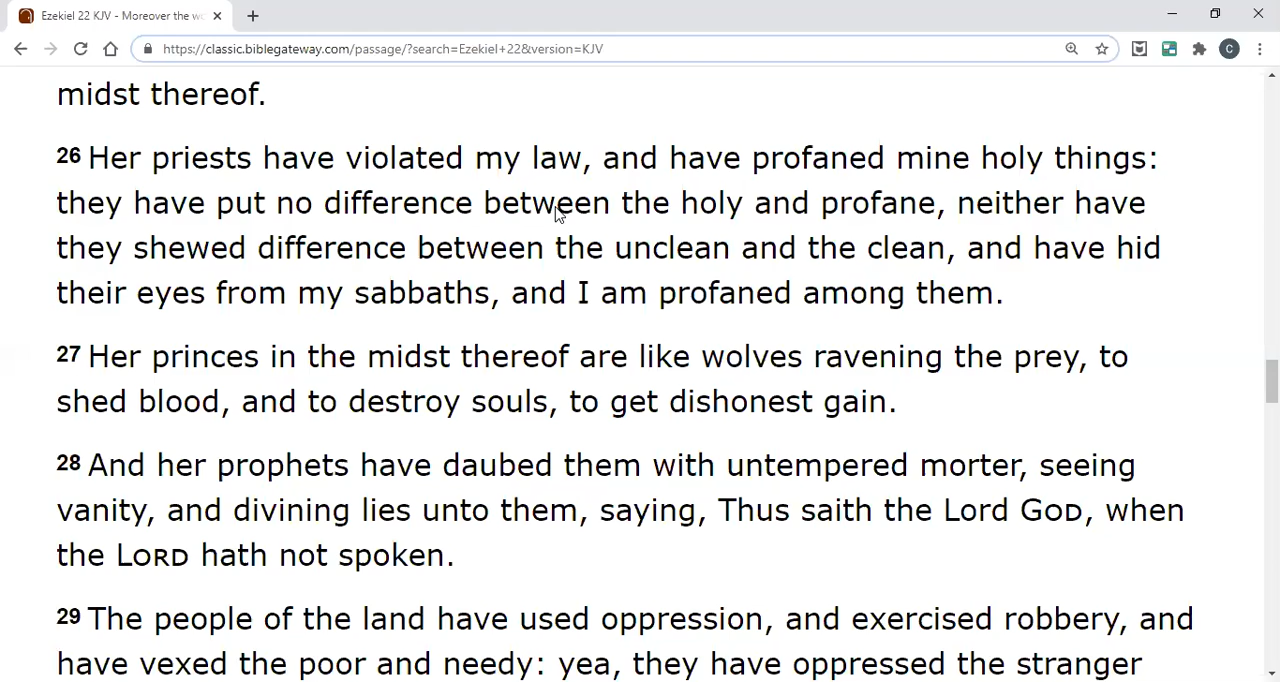 Ezekiel 22 KJV - Moreover the wo
https://classic.biblegateway.com/passage/?search=Ezekiel+22&version=KJV
C
midst thereof.
26 Her priests have violated my law, and have profaned mine holy things:
they have put no difference between the holy and profane, neither have
they shewed difference between the unclean and the clean, and have hid
their eyes from my sabbaths, and I am profaned among them.
27 Her princes in the midst thereof are like wolves ravening the prey, to
shed blood, and to destroy souls, to get dishonest gain.
28 And her prophets have daubed them with untempered morter, seeing
vanity, and divining lies unto them, saying, Thus saith the Lord GOD, when
the LORD hath not spoken.
29 The people of the land have used oppression, and exercised robbery, and
have vexed the poor and needy: yea, they have oppressed the stranger